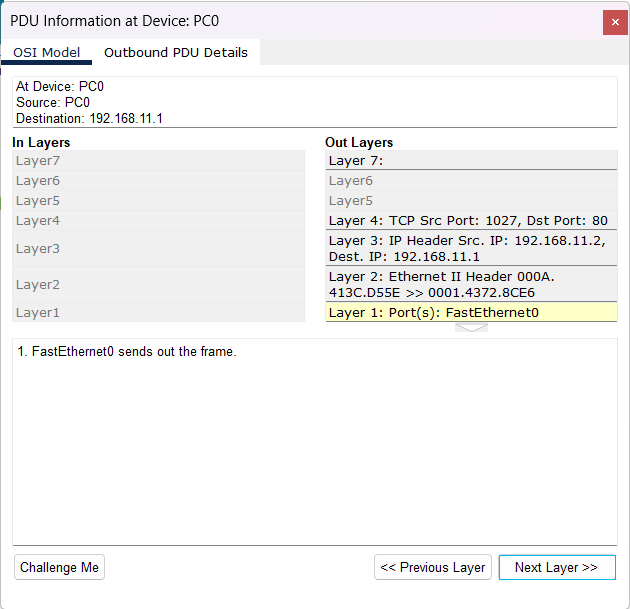 PDU Information at Device: PC0
OSI Model
Outbound PDU Details
At Device: PC0
Source: PC0
Destination: 192.168.11.1
In Layers
Layer7
Layer6
Layer5
Layer4
Layer3
Layer2
Layer1
Out Layers
Layer 7:
Layer6
Layer5
Layer 4: TCP Src Port: 1027, Dst Port: 80
Layer 3: IP Header Src. IP: 192.168.11.2,
Dest. IP: 192.168.11.1
Layer 2: Ethernet II Header 000A.
413C.D55E >> 0001.4372.8CE6
Layer 1: Port(s): FastEthernet0
1. FastEthernet0 sends out the frame.
Challenge Me
<< Previous Layer
Next Layer >>